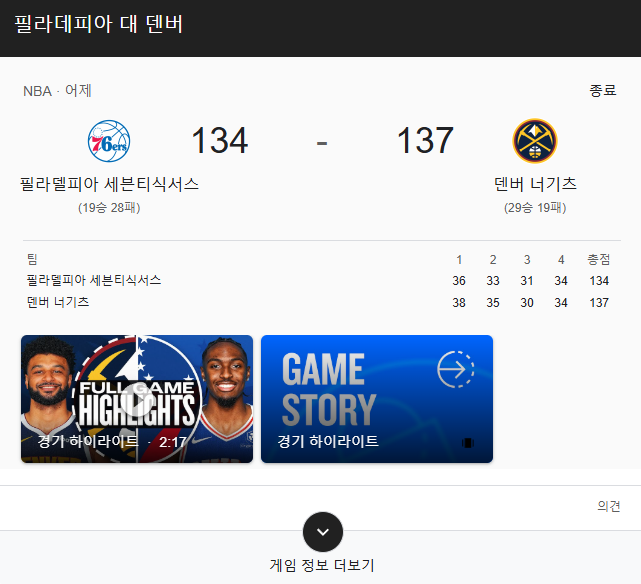 필라데피아 대 덴버
NBA · 어제
종료
76ers
134 - 137
필라델피아 세븐티식서스
(19승 28패)
덴버 너기츠
(29승 19패)
팀 1 2 3 4 총점
필라델피아 세븐티식서스 36 33 31 34 134
덴버 너기츠 38 35 30 34 137
FULL GAME
HIGHLIGHTS
경기 하이라이트 · 2:17
GAME
STORY
경기 하이라이트
의견
게임 정보 더보기